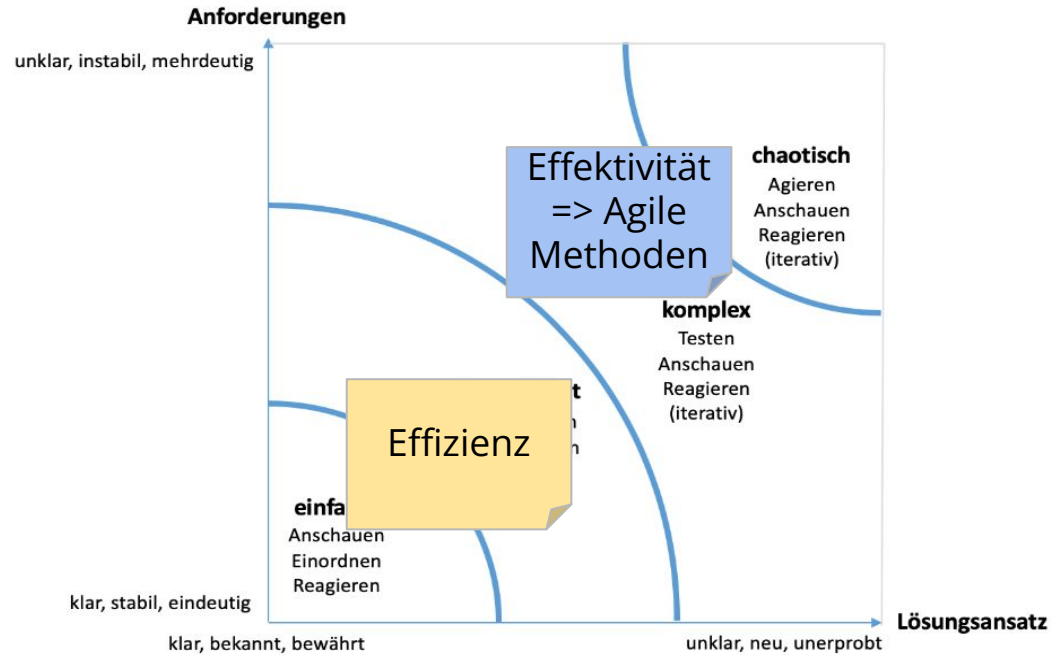 Anforderungen
unklar, instabil, mehrdeutig
chaotisch
Agieren
Anschauen
Reagieren
(iterativ)
Effektivität
=> Agile
Methoden
komplex
Testen
Anschauen
Reagieren
(iterativ)
Effizienz
t
n
n
einfa
Anschauen
Einordnen
Reagieren
klar, stabil, eindeutig
Lösungsansatz
klar, bekannt, bewährt
unklar, neu, unerprobt